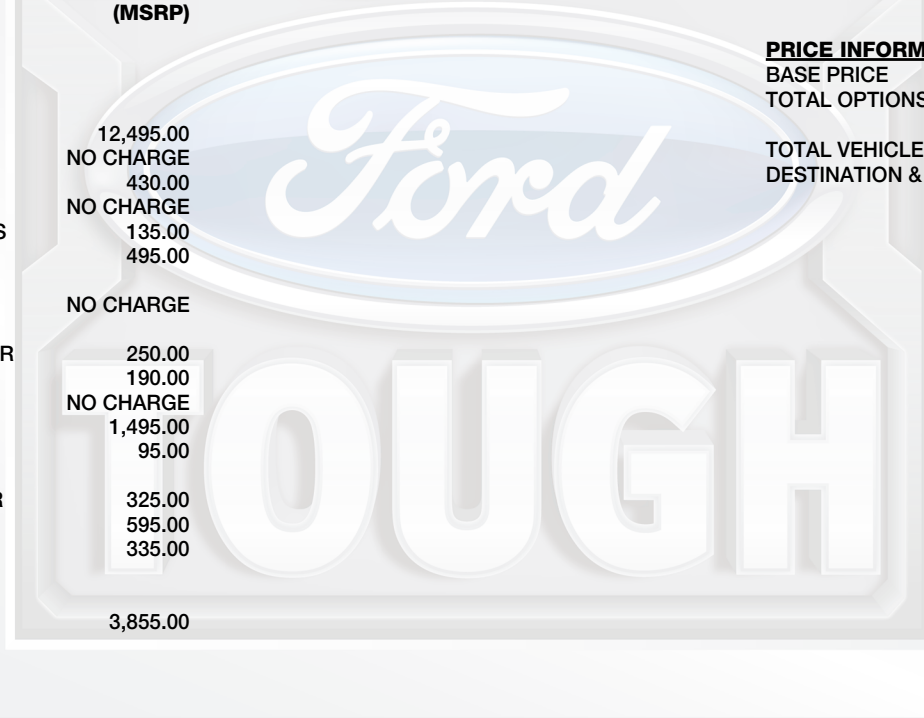 (MSRP)
12,495.00
NO CHARGE
430.00
NO CHARGE
S 135.00
495.00
NO CHARGE
R 250.00
190.00
NO CHARGE
1,495.00
95.00
R 325.00
595.00
335.00
3,855.00
PRICE INFORM
BASE PRICE
TOTAL OPTIONS
TOTAL VEHICLE
DESTINATION &
Ford
TOUGH